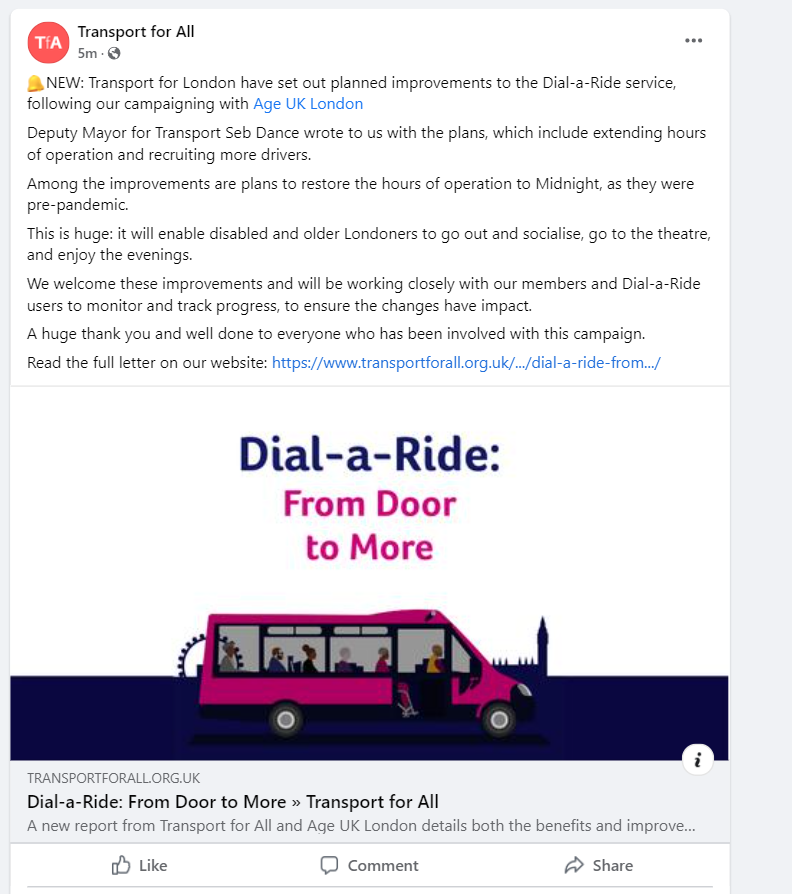 TfA
Transport for All
5m ·
🔔NEW: Transport for London have set out planned improvements to the Dial-a-Ride service,
following our campaigning with Age UK London
Deputy Mayor for Transport Seb Dance wrote to us with the plans, which include extending hours
of operation and recruiting more drivers.
Among the improvements are plans to restore the hours of operation to Midnight, as they were
pre-pandemic.
This is huge: it will enable disabled and older Londoners to go out and socialise, go to the theatre,
and enjoy the evenings.
We welcome these improvements and will be working closely with our members and Dial-a-Ride
users to monitor and track progress, to ensure the changes have impact.
A huge thank you and well done to everyone who has been involved with this campaign.
Read the full letter on our website: https://www.transportforall.org.uk/.../dial-a-ride-from.../
Dial-a-Ride:
From Door
to More
i
TRANSPORTFORALL.ORG.UK
Dial-a-Ride: From Door to More » Transport for All
A new report from Transport for All and Age UK London details both the benefits and improve...
Like Comment Share